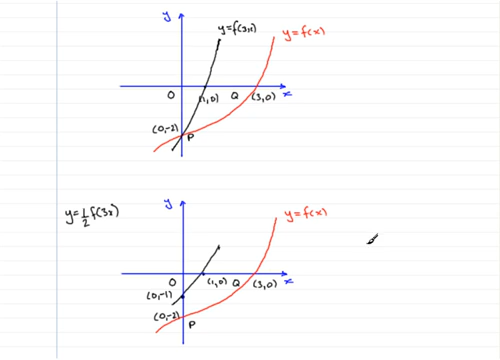 y
y=f(3x)
y=f(x)
O
(1,0)
Q
(3,0)
x
(0,-2)
P
y=1/2 f(3x)
y
y=f(x)
O
(1,0)
Q
(3,0)
x
(0,-1)
(0,-2)
P